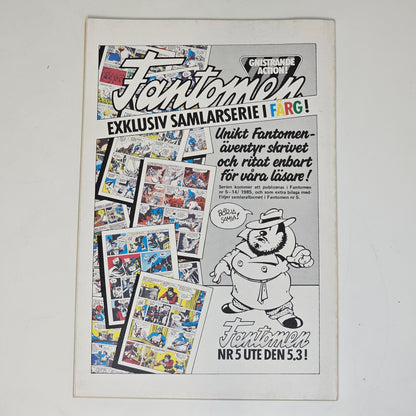 GNISTRANDE
ACTION!
Fantomen
EXKLUSIV SAMLARSERIE I FÄRG!
Unikt Fantomen-
äventyr skrivet
och ritat enbart
för våra läsare!
Serien kommer att publiceras i Fantomen
nr 5-14/1985, och som extra bilaga med-
följer samlaralbumet i Fantomen nr 5.
BÖRJA
SAMLA!
Fantomen
NR 5 UTE DEN 5.3!